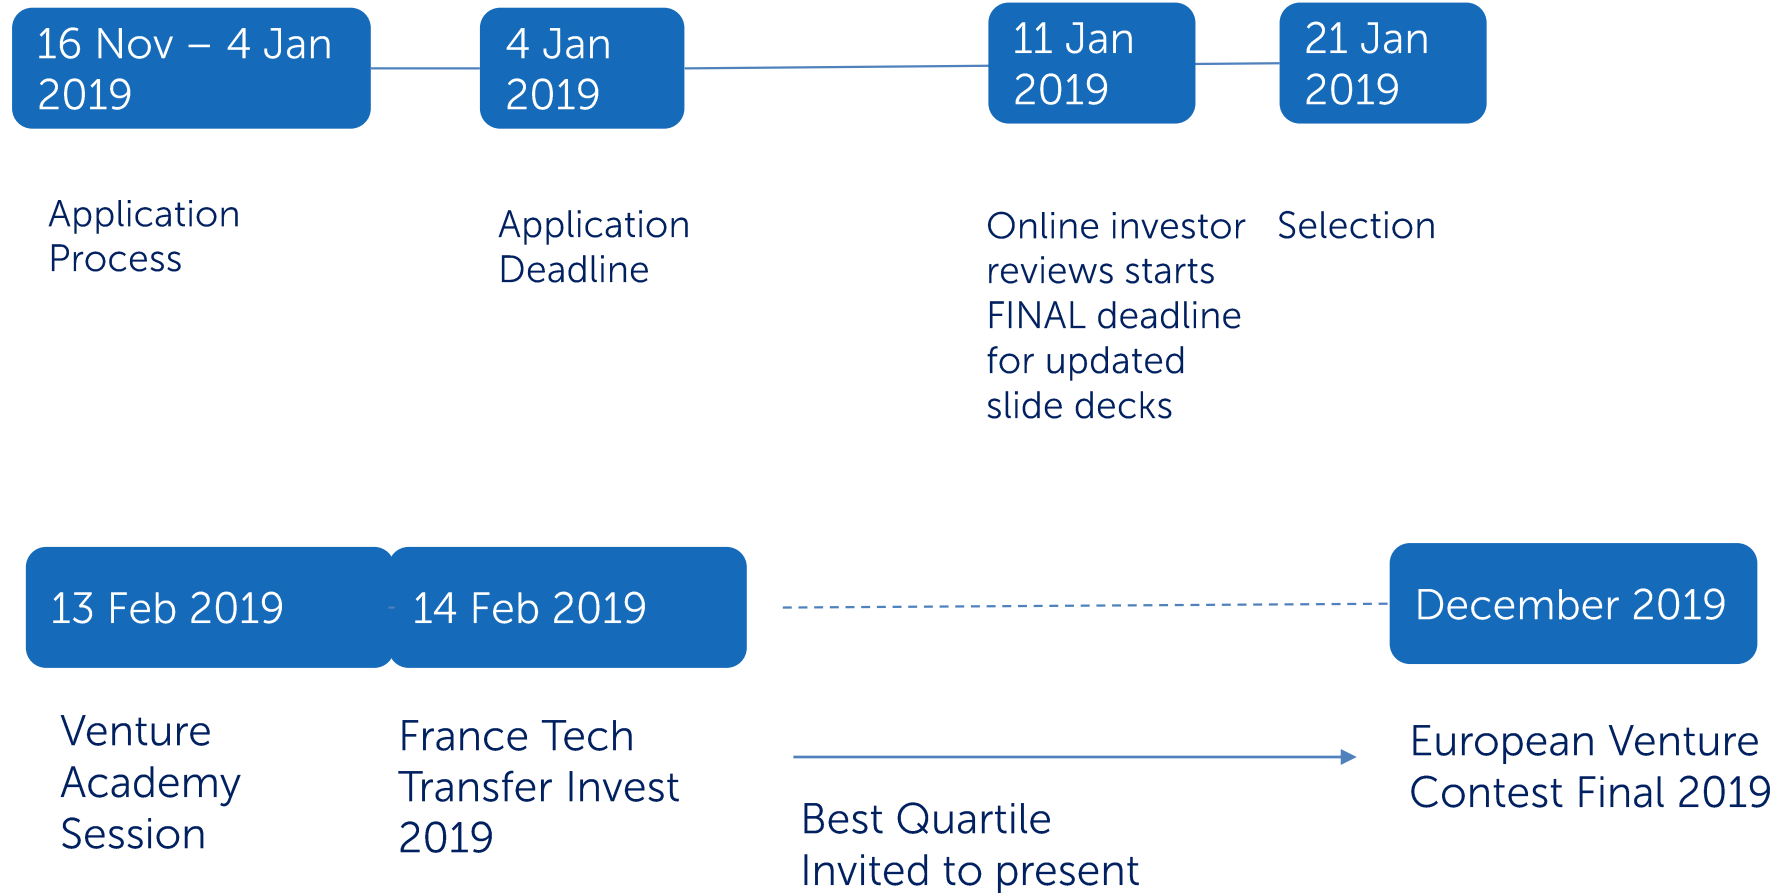 16 Nov – 4 Jan
2019
4 Jan
2019
11 Jan
2019
21 Jan
2019
Application
Process
Application
Deadline
Online investor
reviews starts
FINAL deadline
for updated
slide decks
Selection
13 Feb 2019
14 Feb 2019
December 2019
Venture
Academy
Session
France Tech
Transfer Invest
2019
Best Quartile
Invited to present
European Venture
Contest Final 2019